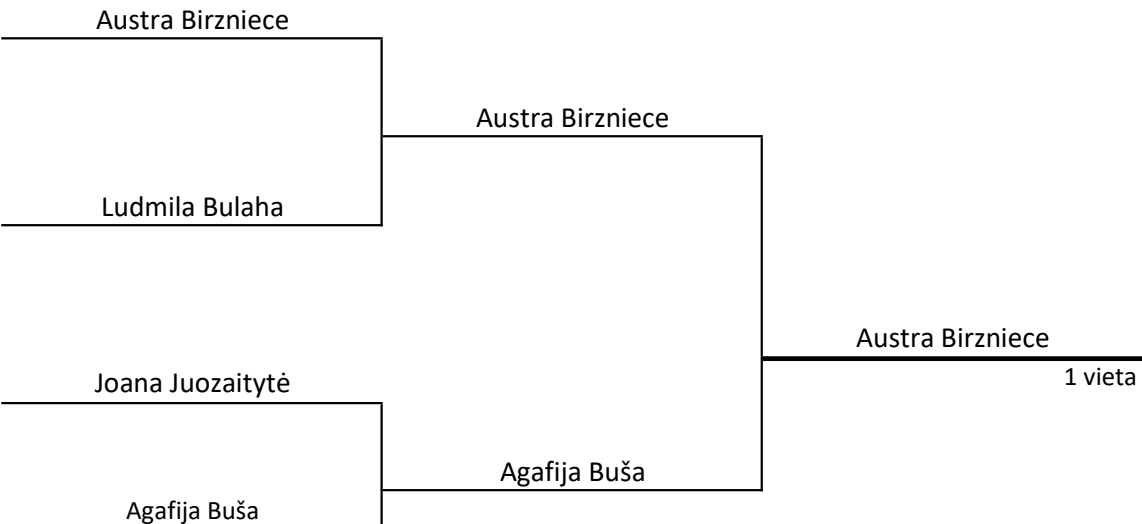 Austra Birzniece
Austra Birzniece
Ludmila Bulaha
Austra Birzniece
1 vieta
Joana Juozaitytė
Agafija Buša
Agafija Buša